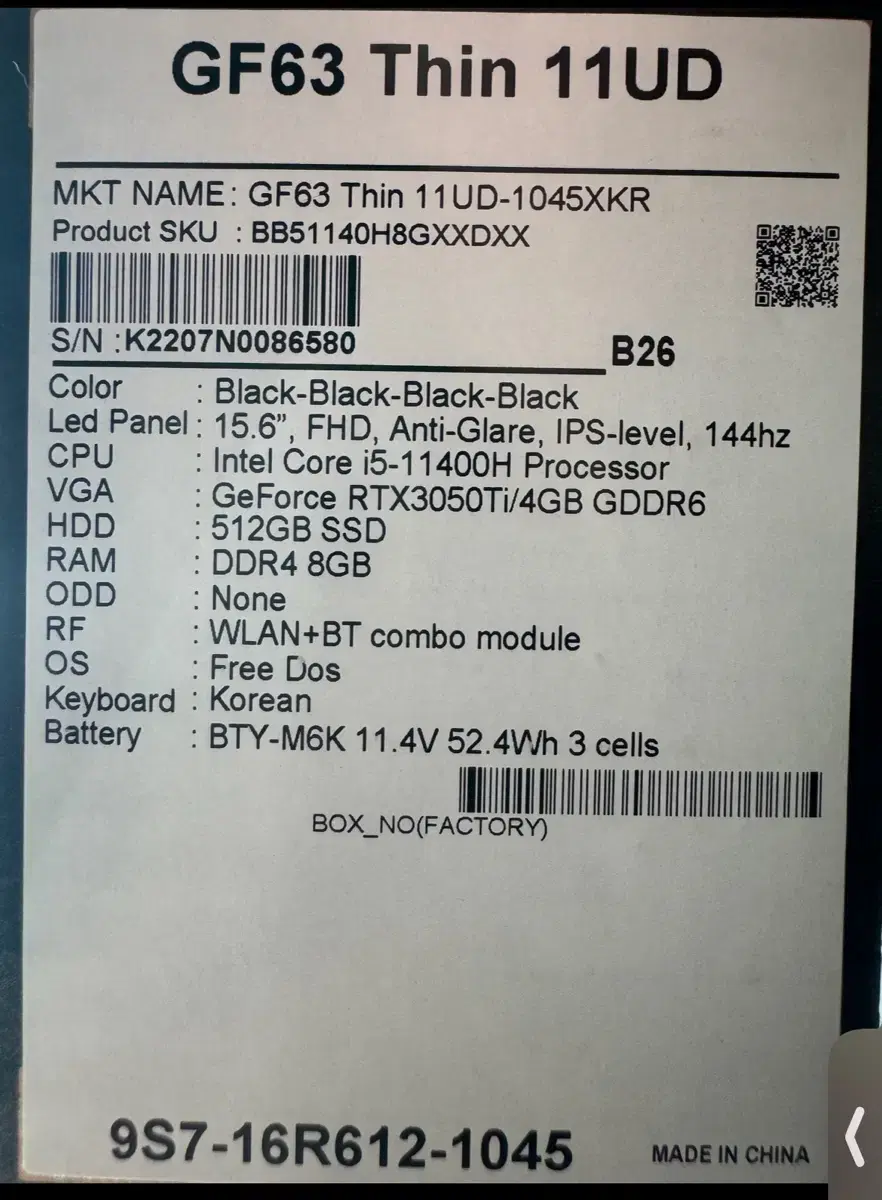 GF63 Thin 11UD
MKT NAME: GF63 Thin 11UD-1045XKR
Product SKU : BB51140H8GXXDXX
S/N :K2207N0086580
B26
Color : Black-Black-Black-Black
Led Panel : 15.6”, FHD, Anti-Glare, IPS-level, 144hz
CPU : Intel Core i5-11400H Processor
VGA : GeForce RTX3050Ti/4GB GDDR6
HDD : 512GB SSD
RAM : DDR4 8GB
ODD : None
RF : WLAN+BT combo module
OS : Free Dos
Keyboard : Korean
Battery : BTY-M6K 11.4V 52.4Wh 3 cells
BOX_NO(FACTORY)
9S7-16R612-1045
MADE IN CHINA